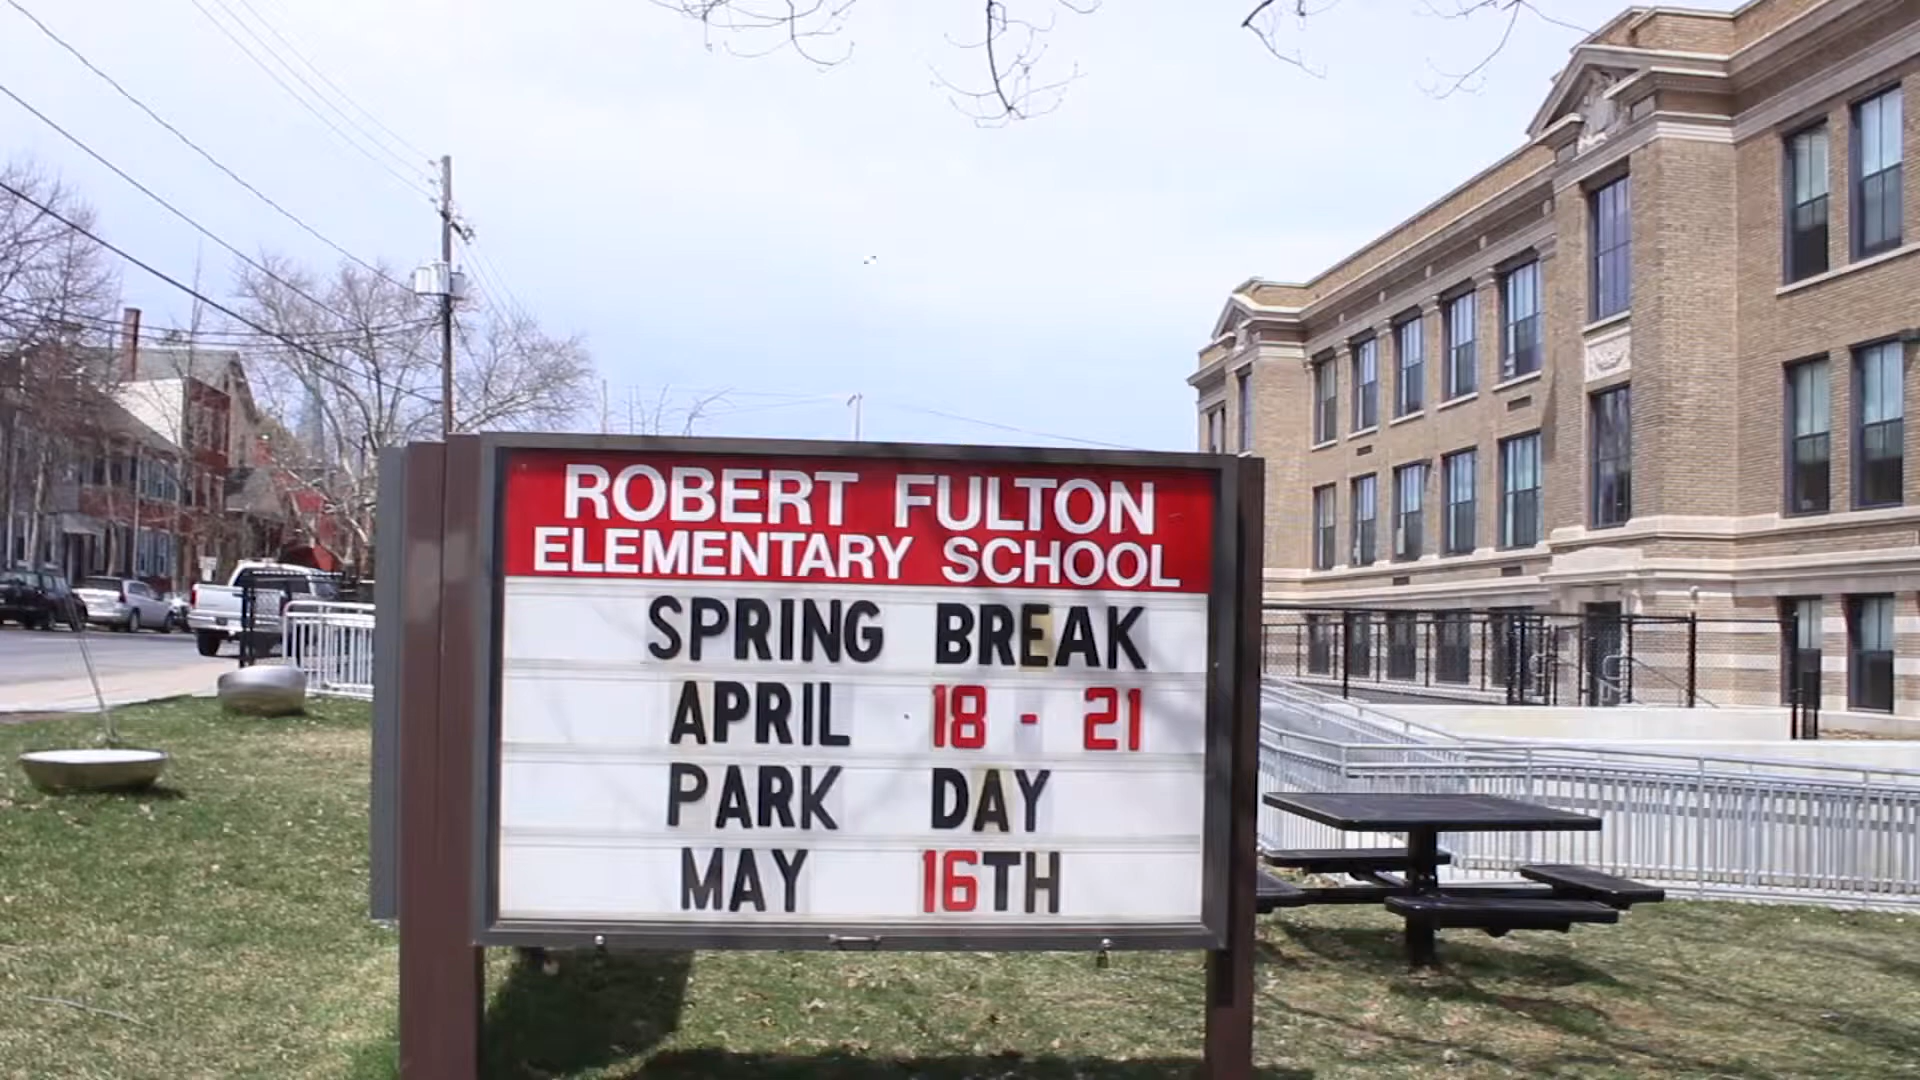 ROBERT FULTON
ELEMENTARY SCHOOL
SPRING BREAK
APRIL 18 - 21
PARK DAY
MAY 16TH